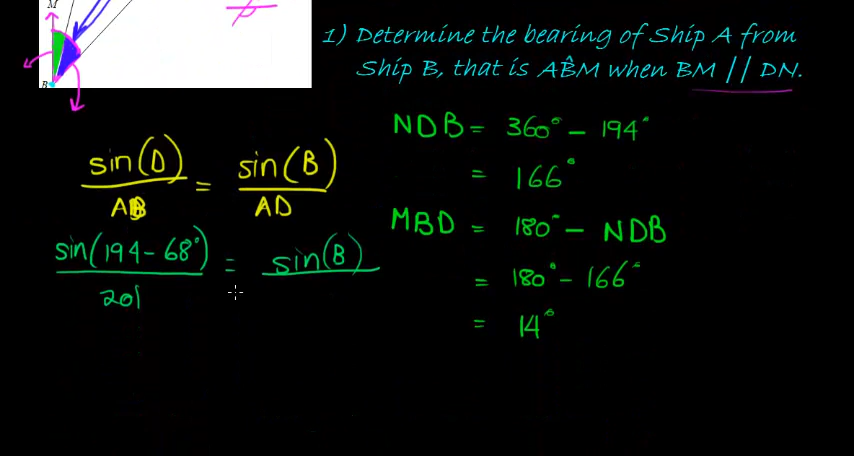 M
B
1) Determine the bearing of Ship A from
Ship B, that is AB̂M when BM // DN.
sin(D) / AB = sin(B) / AD
sin(194-68°) / 201 = sin(B)
NDB = 360° - 194°
= 166°
MBD = 180° - NDB
= 180° - 166°
= 14°